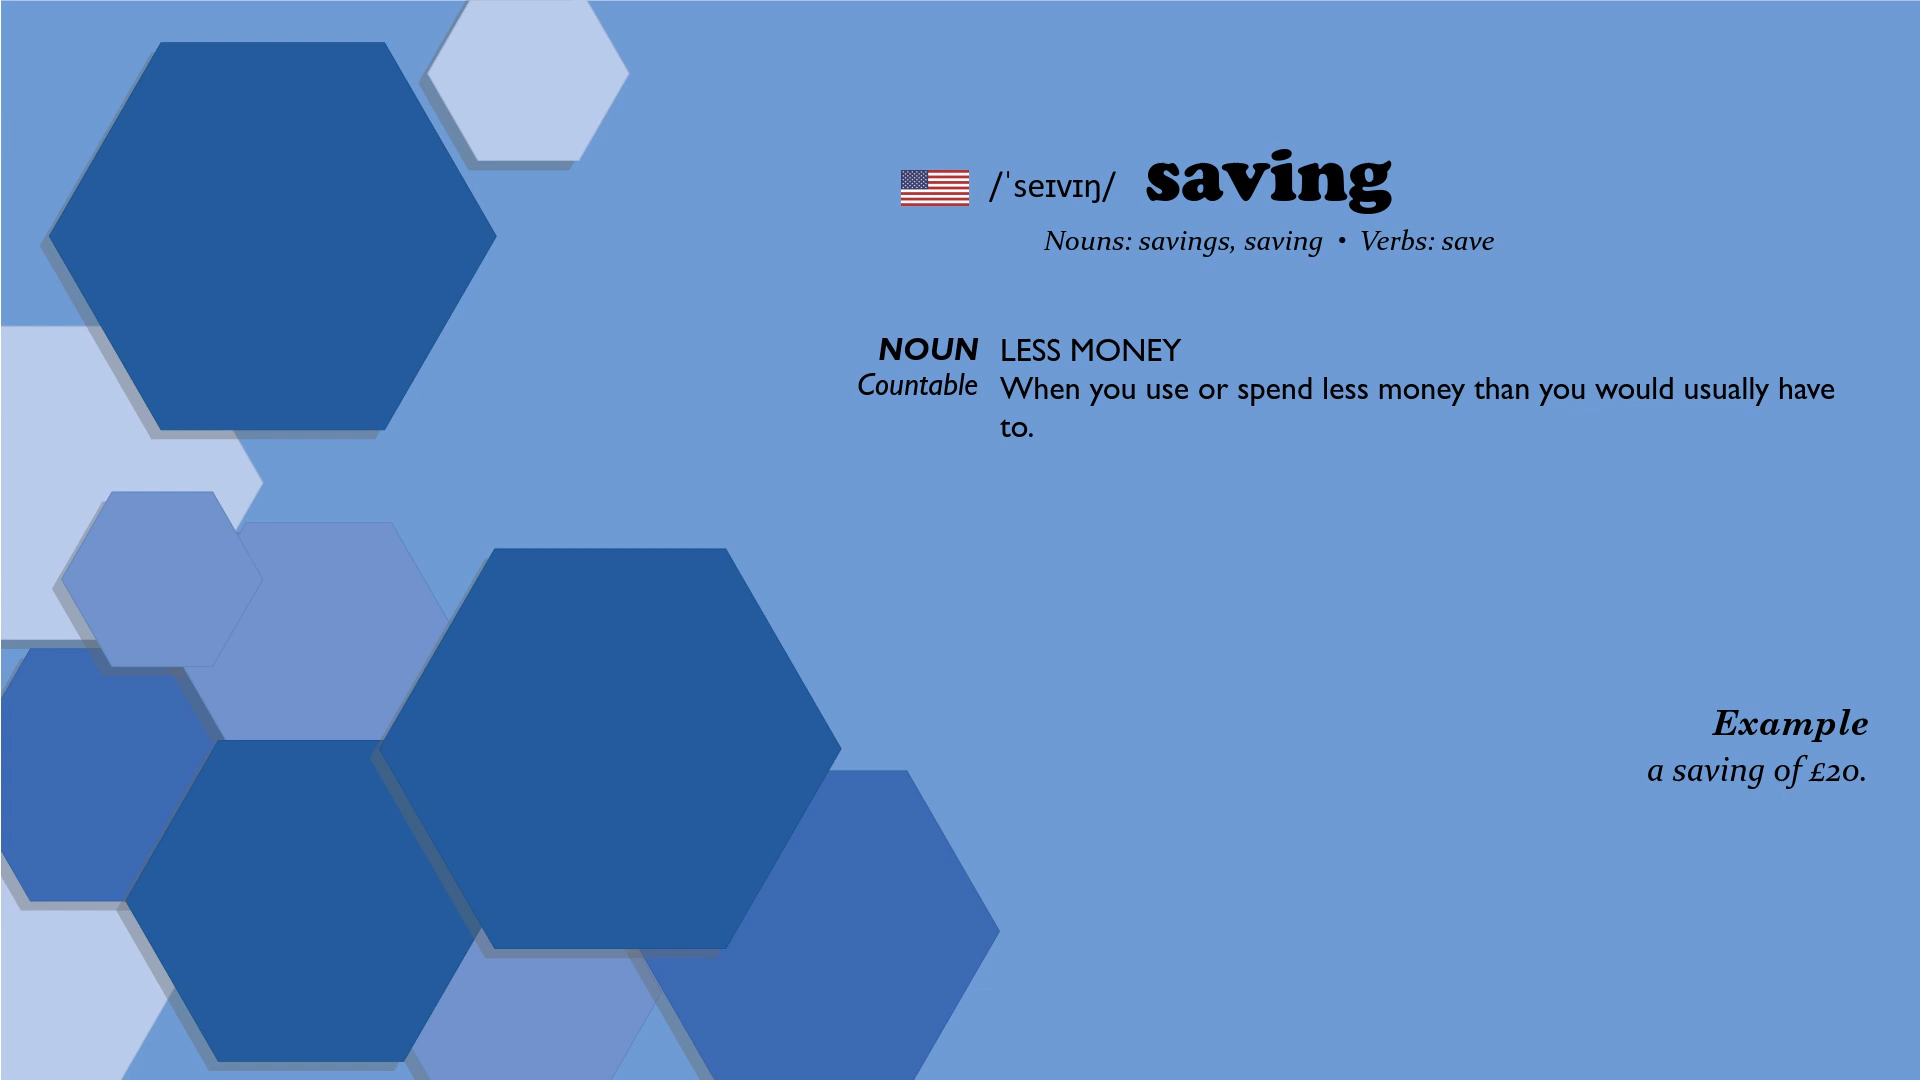 /ˈseɪvɪŋ/ saving
Nouns: savings, saving • Verbs: save
NOUN LESS MONEY
Countable When you use or spend less money than you would usually have
to.
Example
a saving of £20.